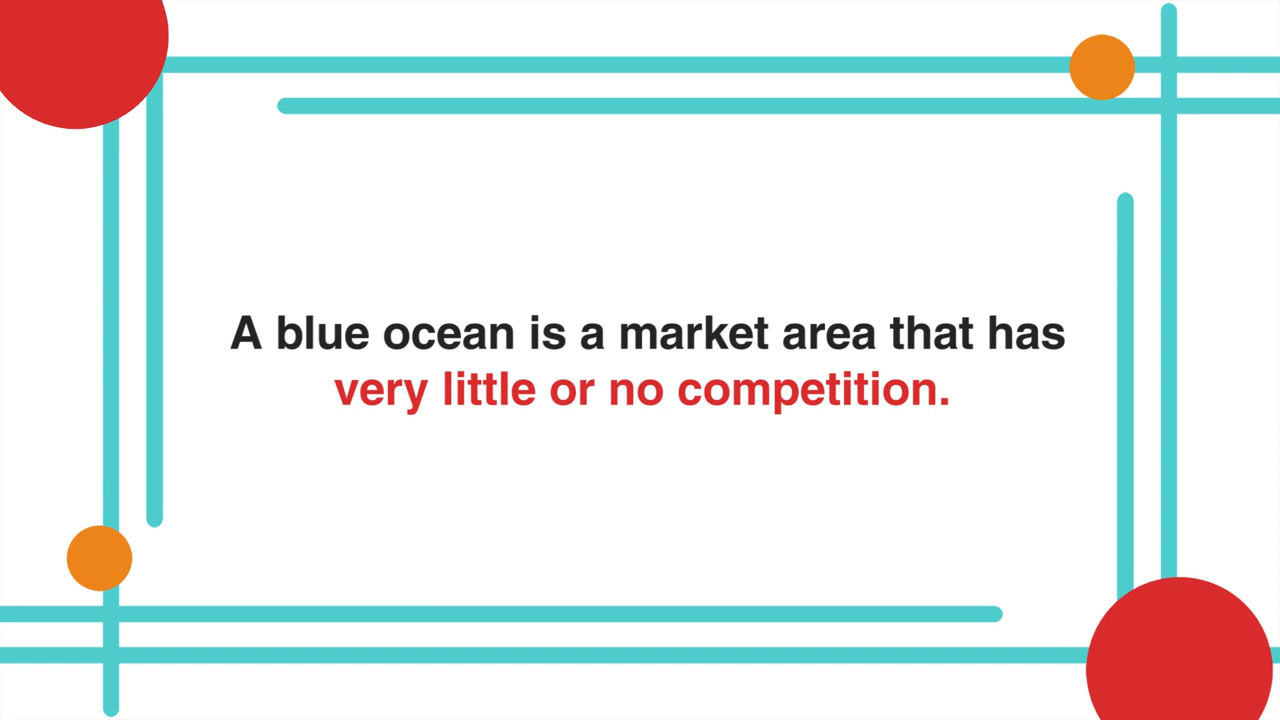 A blue ocean is a market area that has
very little or no competition.